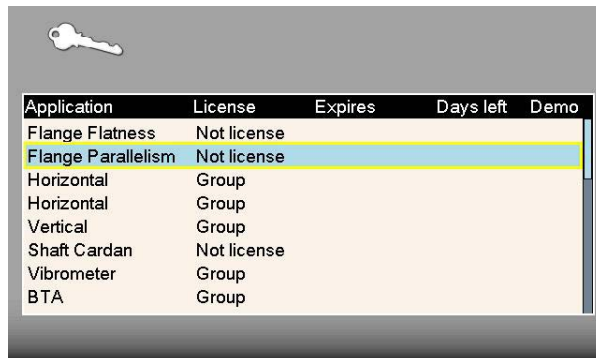 Application License Expires Days left Demo
Flange Flatness Not license
Flange Parallelism Not license
Horizontal Group
Horizontal Group
Vertical Group
Shaft Cardan Not license
Vibrometer Group
BTA Group